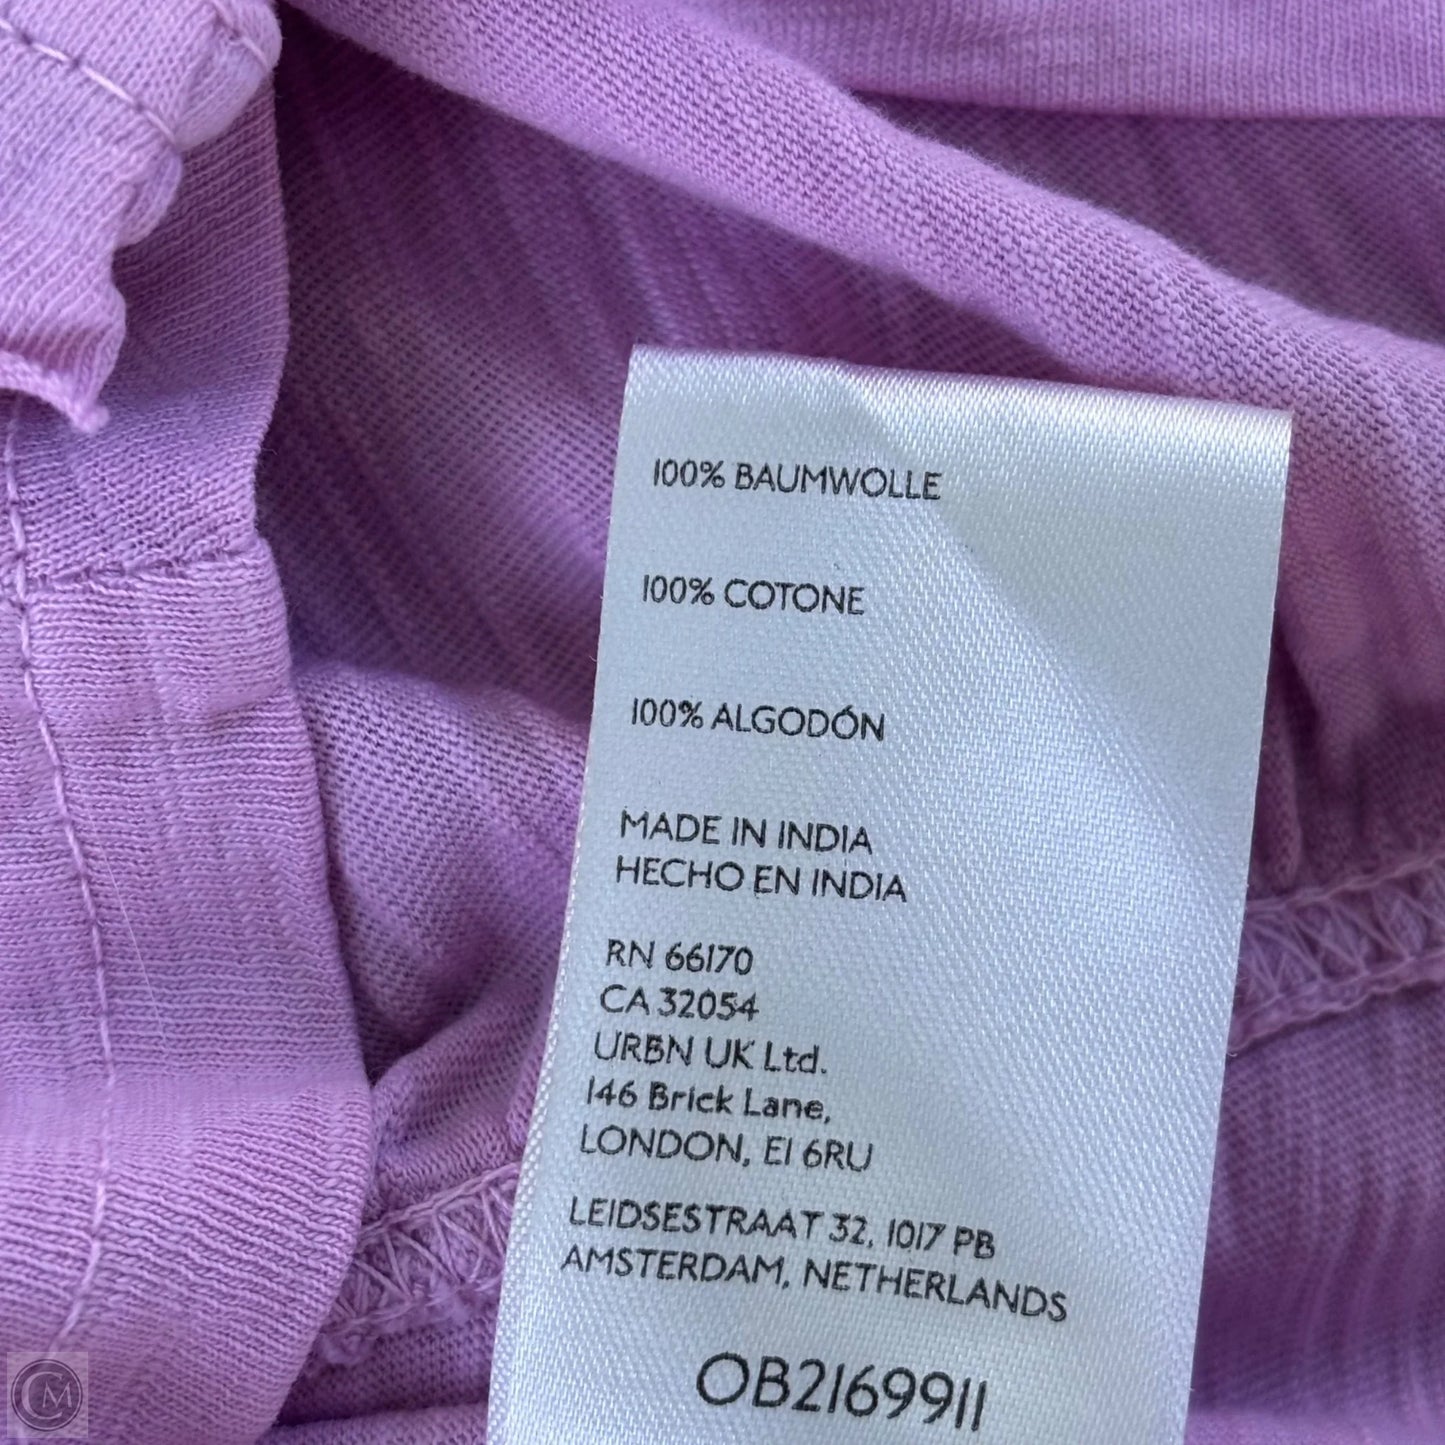 100% BAUMWOLLE
100% COTONE
100% ALGODÓN
MADE IN INDIA
HECHO EN INDIA
RN 66170
CA 32054
URBN UK Ltd.
146 Brick Lane,
LONDON, E1 6RU
LEIDSESTRAAT 32, 1017 PB
AMSTERDAM, NETHERLANDS
OB2169911
CM